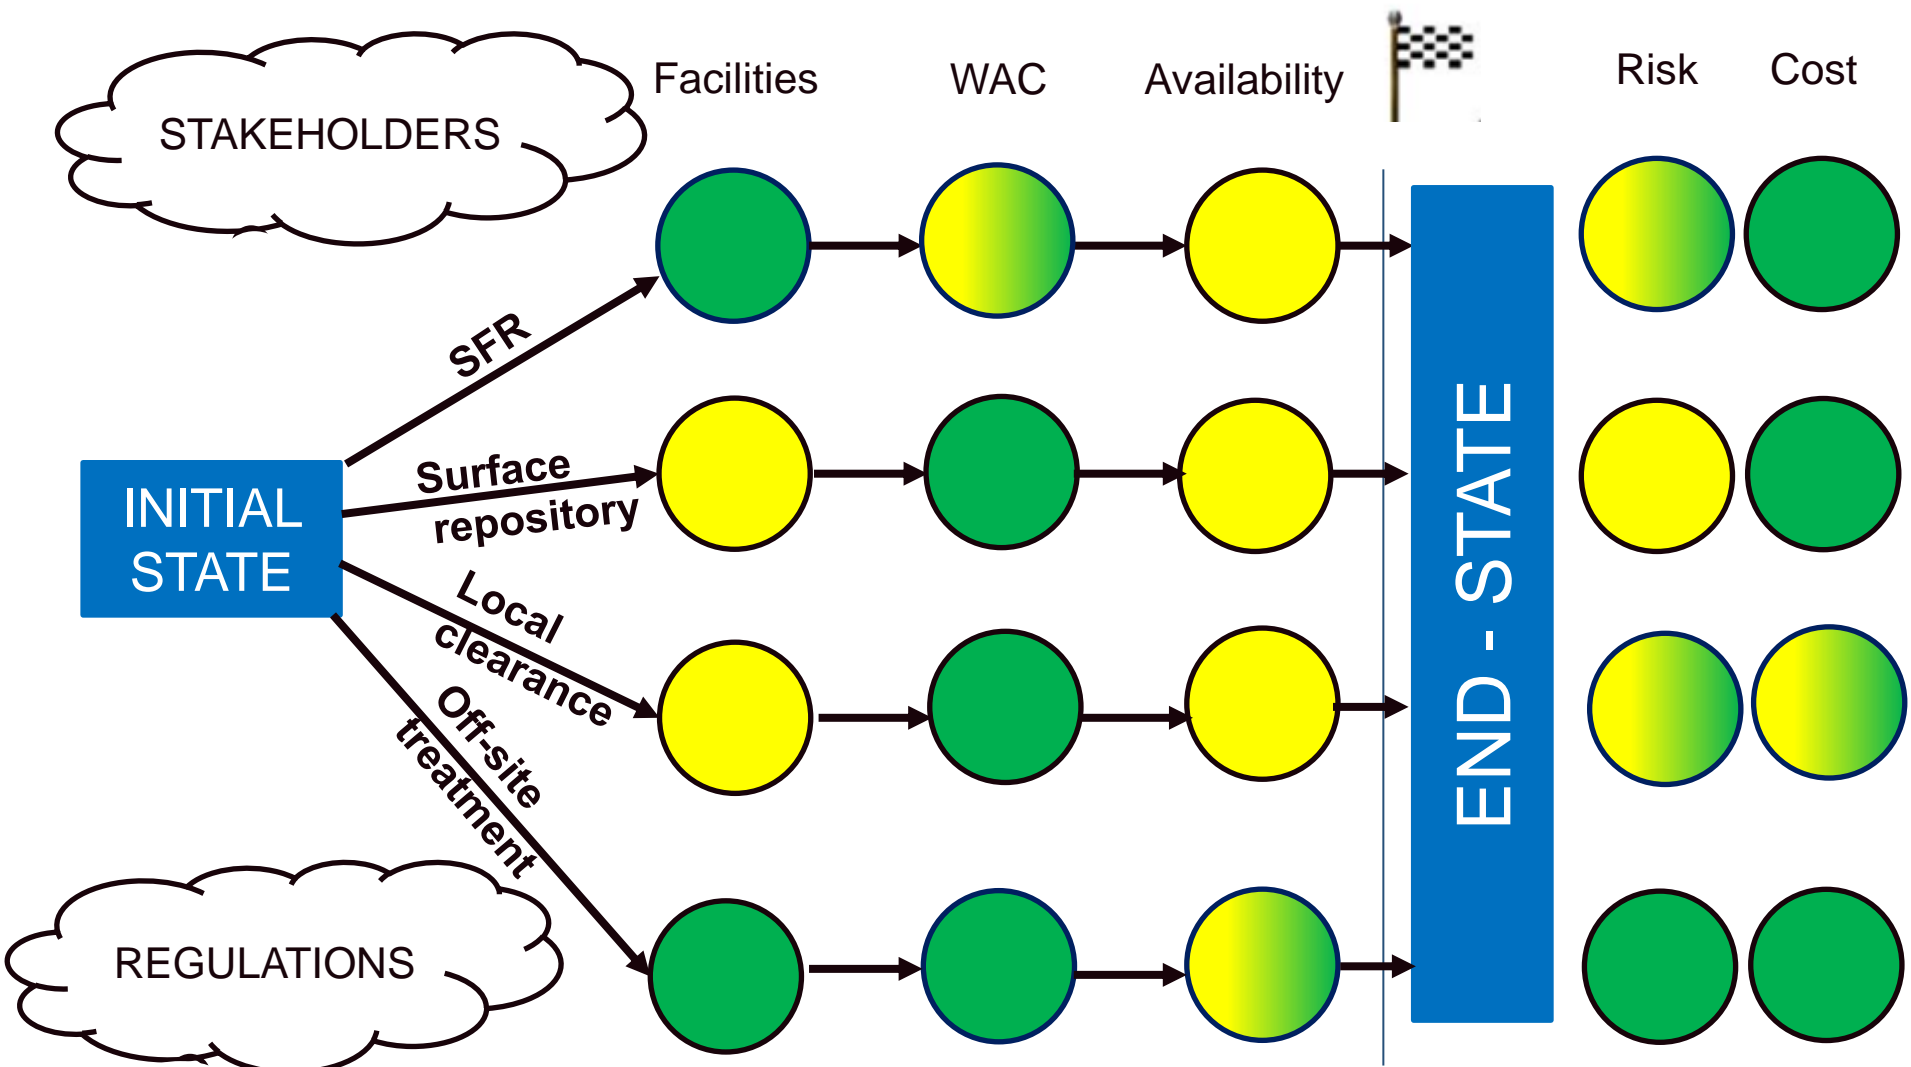 STAKEHOLDERS
Facilities
WAC
Availability
Risk
Cost
SFR
Surface
repository
INITIAL
STATE
Local
clearance
Off-site
treatment
END - STATE
REGULATIONS